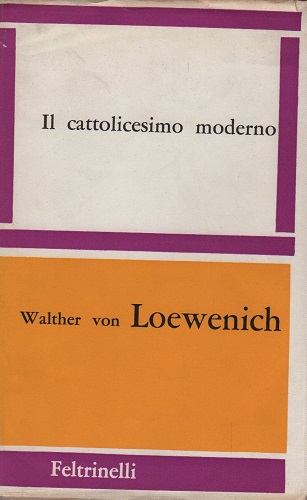 Il cattolicesimo moderno
Walther von Loewenich
Feltrinelli